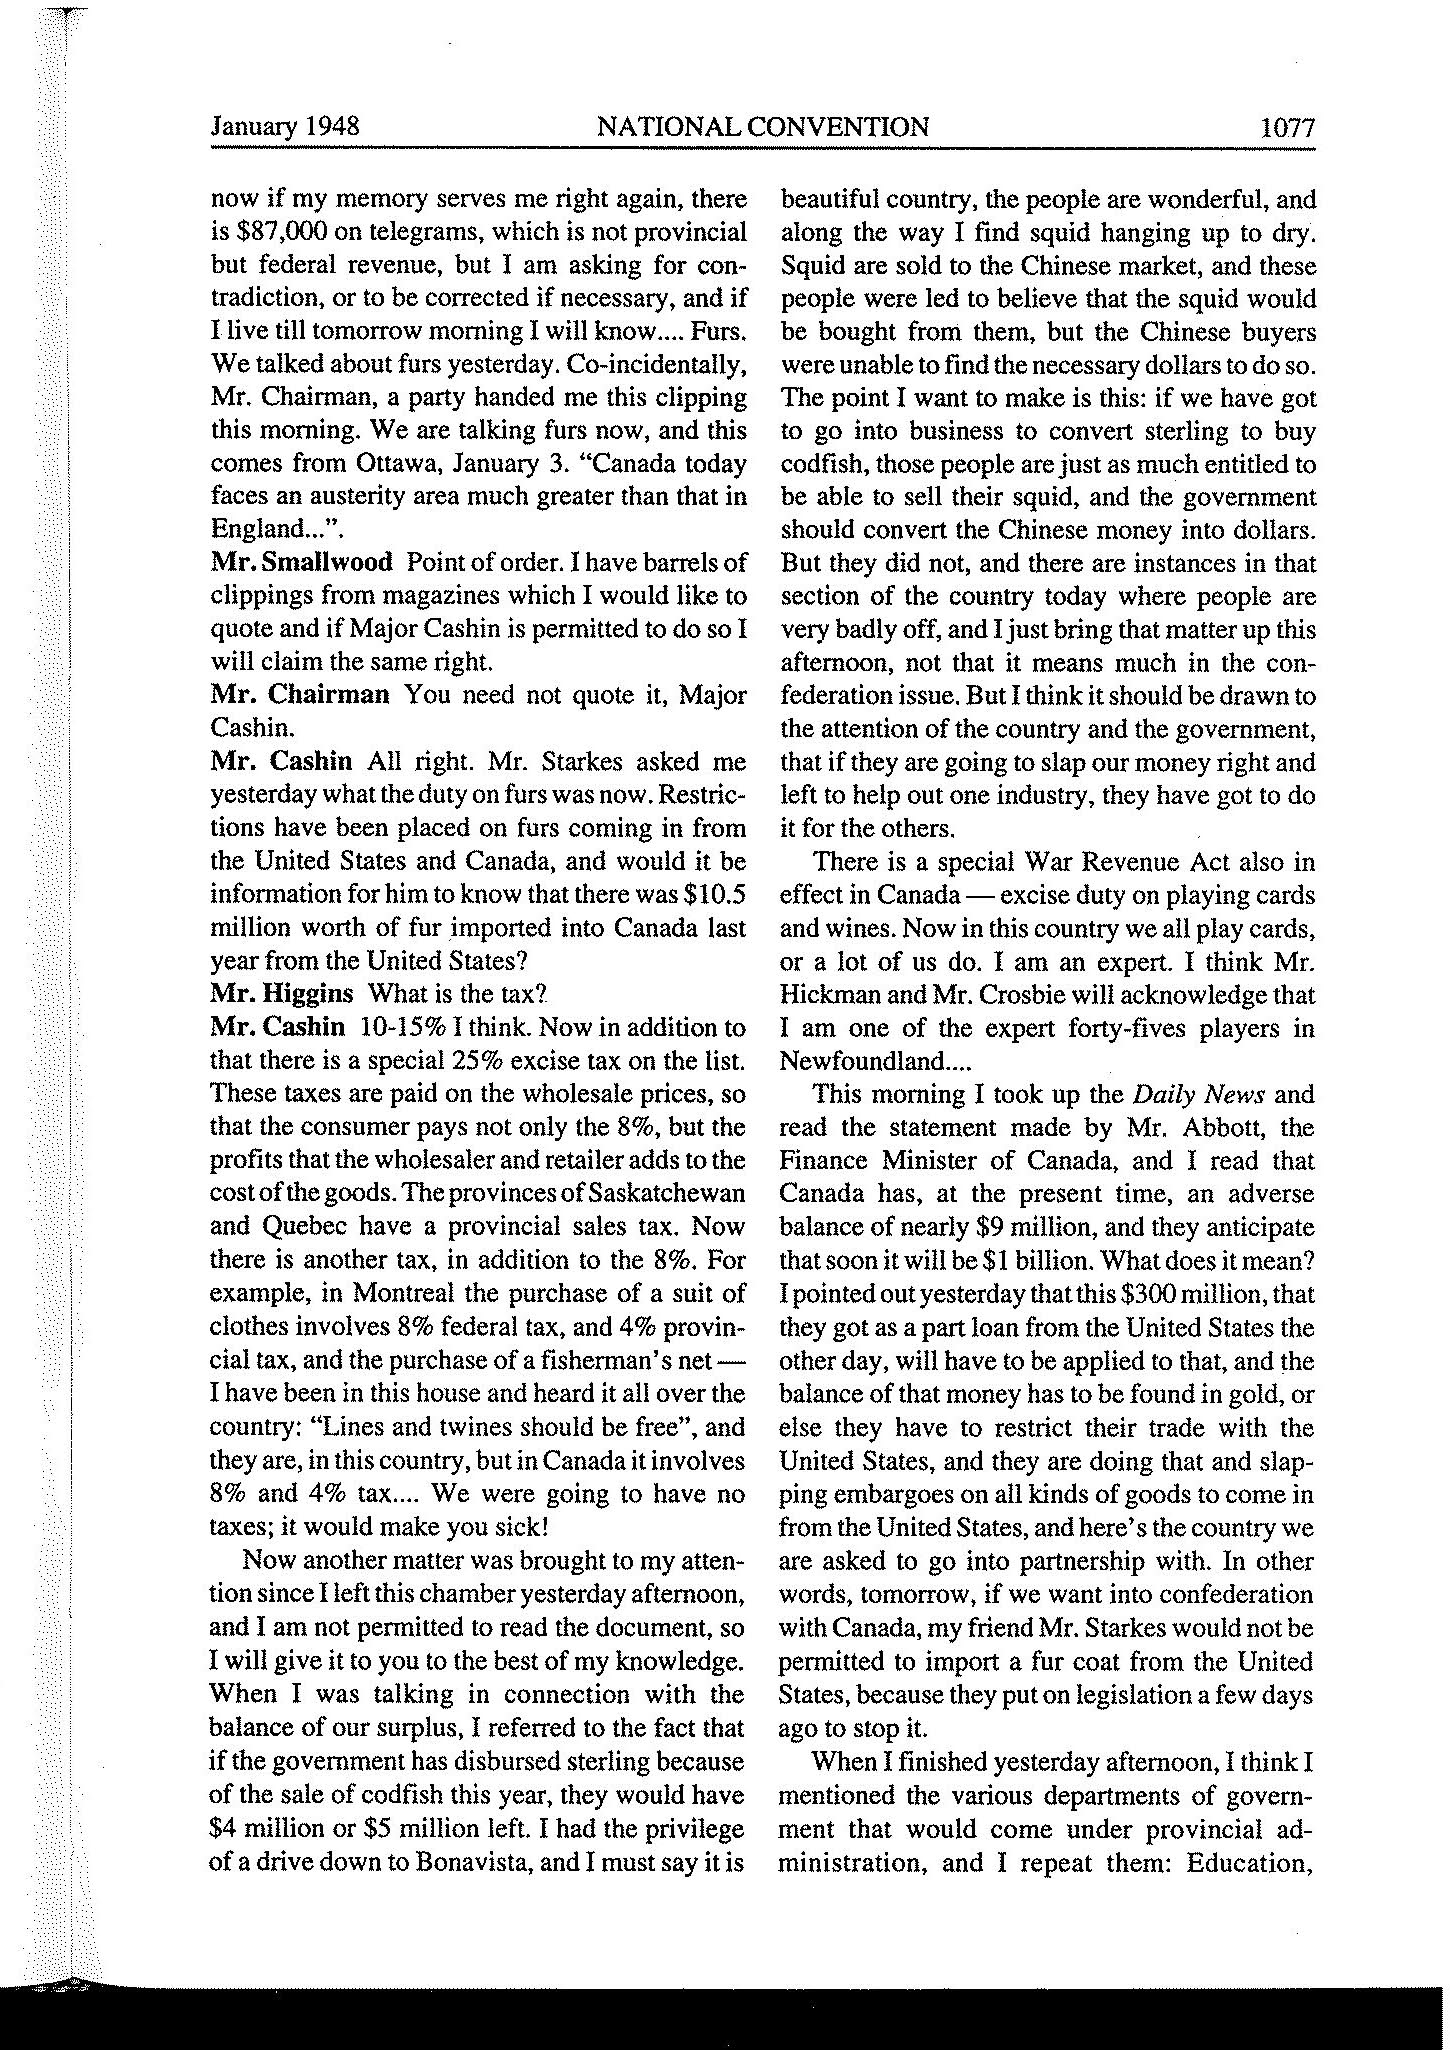 January 1948 NATIONAL CONVENTION 1077
now if my memory serves me right again, there
is $87,000 on telegrams, which is not provincial
but federal revenue, but I am asking for con-
tradiction, or to be corrected if necessary, and if
I live till tomorrow morning I will know.... Furs.
We talked about furs yesterday. Co-incidentally,
Mr. Chairman, a party handed me this clipping
this morning. We are talking furs now, and this
comes from Ottawa, January 3. “Canada today
faces an austerity area much greater than that in
England...”.
Mr. Smallwood Point of order. I have barrels of
clippings from magazines which I would like to
quote and if Major Cashin is permitted to do so I
will claim the same right.
Mr. Chairman You need not quote it, Major
Cashin.
Mr. Cashin All right. Mr. Starkes asked me
yesterday what the duty on furs was now. Restric-
tions have been placed on furs coming in from
the United States and Canada, and would it be
information for him to know that there was $10.5
million worth of fur imported into Canada last
year from the United States?
Mr. Higgins What is the tax?
Mr. Cashin 10-15% I think. Now in addition to
that there is a special 25% excise tax on the list.
These taxes are paid on the wholesale prices, so
that the consumer pays not only the 8%, but the
profits that the wholesaler and retailer adds to the
cost of the goods. The provinces of Saskatchewan
and Quebec have a provincial sales tax. Now
there is another tax, in addition to the 8%. For
example, in Montreal the purchase of a suit of
clothes involves 8% federal tax, and 4% provin-
cial tax, and the purchase of a fisherman's net —
I have been in this house and heard it all over the
country: “Lines and twines should be free”, and
they are, in this country, but in Canada it involves
8% and 4% tax.... We were going to have no
taxes; it would make you sick!
Now another matter was brought to my atten-
tion since I left this chamber yesterday afternoon,
and I am not permitted to read the document, so
I will give it to you to the best of my knowledge.
When I was talking in connection with the
balance of our surplus, I referred to the fact that
if the government has disbursed sterling because
of the sale of codfish this year, they would have
$4 million or $5 million left. I had the privilege
of a drive down to Bonavista, and I must say it is
beautiful country, the people are wonderful, and
along the way I find squid hanging up to dry.
Squid are sold to the Chinese market, and these
people were led to believe that the squid would
be bought from them, but the Chinese buyers
were unable to find the necessary dollars to do so.
The point I want to make is this: if we have got
to go into business to convert sterling to buy
codfish, those people are just as much entitled to
be able to sell their squid, and the government
should convert the Chinese money into dollars.
But they did not, and there are instances in that
section of the country today where people are
very badly off, and I just bring that matter up this
afternoon, not that it means much in the con-
federation issue. But I think it should be drawn to
the attention of the country and the government,
that if they are going to slap our money right and
left to help out one industry, they have got to do
it for the others.
There is a special War Revenue Act also in
effect in Canada — excise duty on playing cards
and wines. Now in this country we all play cards,
or a lot of us do. I am an expert. I think Mr.
Hickman and Mr. Crosbie will acknowledge that
I am one of the expert forty-fives players in
Newfoundland....
This morning I took up the Daily News and
read the statement made by Mr. Abbott, the
Finance Minister of Canada, and I read that
Canada has, at the present time, an adverse
balance of nearly $9 million, and they anticipate
that soon it will be $1 billion. What does it mean?
I pointed out yesterday that this $300 million, that
they got as a part loan from the United States the
other day, will have to be applied to that, and the
balance of that money has to be found in gold, or
else they have to restrict their trade with the
United States, and they are doing that and slap-
ping embargoes on all kinds of goods to come in
from the United States, and here's the country we
are asked to go into partnership with. In other
words, tomorrow, if we want into confederation
with Canada, my friend Mr. Starkes would not be
permitted to import a fur coat from the United
States, because they put on legislation a few days
ago to stop it.
When I finished yesterday afternoon, I think I
mentioned the various departments of govern-
ment that would come under provincial ad-
ministration, and I repeat them: Education,